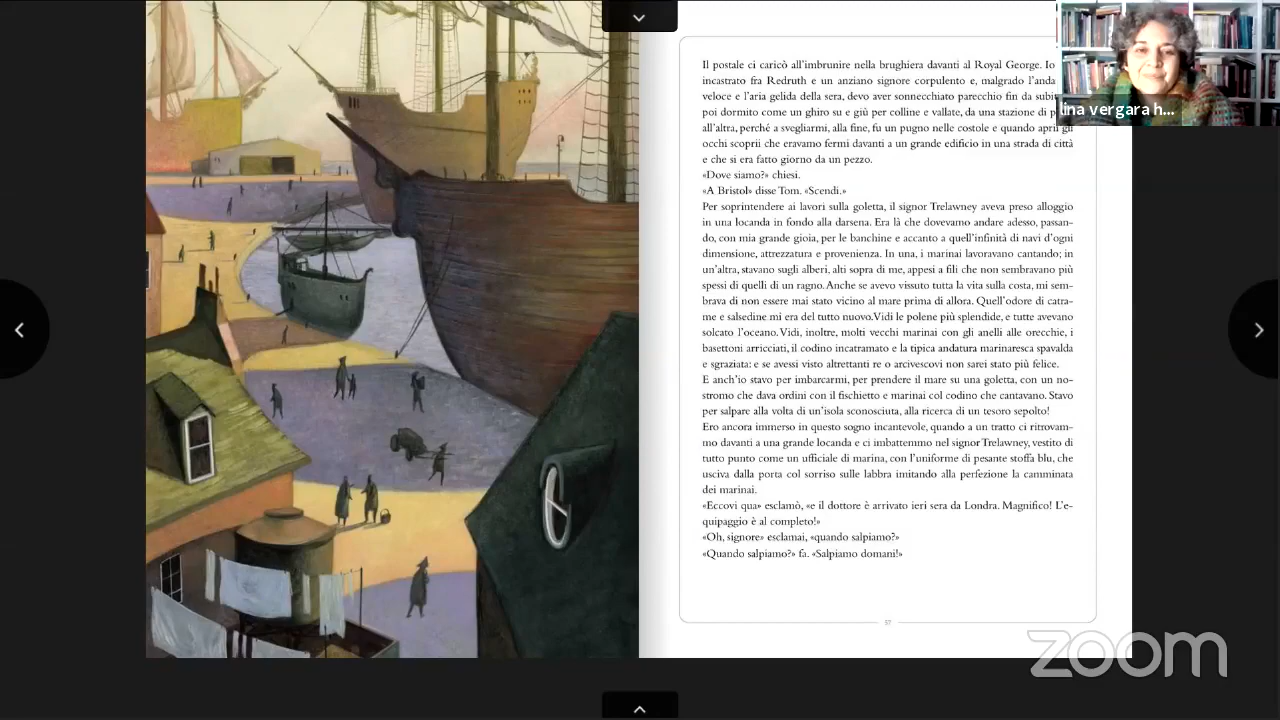 Il postale ci caricò all'imbrunire nella brughiera davanti al Royal George. Io
incastrato fra Redruth e un anziano signore corpulento e, malgrado l'anda
veloce e l'aria gelida della sera, devo aver sonnecchiato parecchio fin da subit
poi dormito come un ghiro su e giù per colline e vallate, da una stazione di p
all'altra, perché a svegliarmi, alla fine, fu un pugno nelle costole e quando aprii gli
occhi scoprii che eravamo fermi davanti a un grande edificio in una strada di città
e che si era fatto giorno da un pezzo.
«Dove siamo?» chiesi.
«A Bristol» disse Tom. «Scendi.»
Per soprintendere ai lavori sulla goletta, il signor Trelawney aveva preso alloggio
in una locanda in fondo alla darsena. Era là che dovevamo andare adesso, passan-
do, con mia grande gioia, per le banchine e accanto a quell'infinità di navi d'ogni
dimensione, attrezzatura e provenienza. In una, i marinai lavoravano cantando; in
un'altra, stavano sugli alberi, alti sopra di me, appesi a fili che non sembravano più
spessi di quelli di un ragno. Anche se avevo vissuto tutta la vita sulla costa, mi sem-
brava di non essere mai stato vicino al mare prima di allora. Quell'odore di catra-
me e salsedine mi era del tutto nuovo. Vidi le polene più splendide, e tutte avevano
solcato l'oceano. Vidi, inoltre, molti vecchi marinai con gli anelli alle orecchie, i
basettoni arricciati, il codino incatramato e la tipica andatura marinaresca spavalda
e sgraziata: e se avessi visto altrettanti re o arcivescovi non sarei stato più felice.
E anch'io stavo per imbarcarmi, per prendere il mare su una goletta, con un no-
stromo che dava ordini con il fischietto e marinai col codino che cantavano. Stavo
per salpare alla volta di un'isola sconosciuta, alla ricerca di un tesoro sepolto!
Ero ancora immerso in questo sogno incantevole, quando a un tratto ci ritrovam-
mo davanti a una grande locanda e ci imbattemmo nel signor Trelawney, vestito di
tutto punto come un ufficiale di marina, con l'uniforme di pesante stoffa blu, che
usciva dalla porta col sorriso sulle labbra imitando alla perfezione la camminata
dei marinai.
«Eccovi qua» esclamò, «e il dottore è arrivato ieri sera da Londra. Magnifico! L'e-
quipaggio è al completo!»
«Oh, signore» esclamai, «quando salpiamo?»
«Quando salpiamo?» fa. «Salpiamo domani!»
57
lina vergara h...
zoom